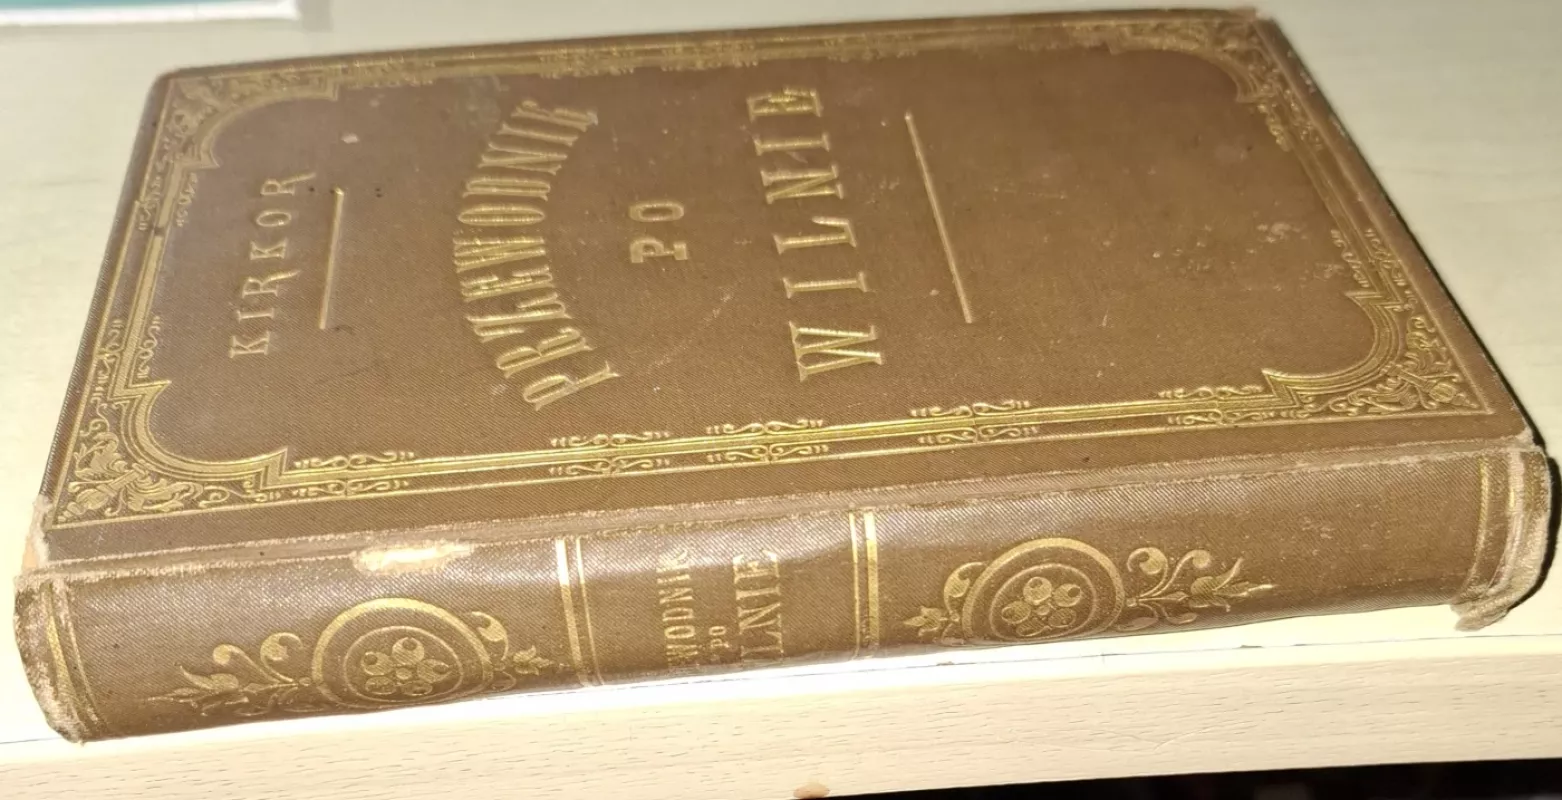 KIRKOR
PRZEWODNIK
PO
WILNIE
EWODNIK
PO
ILNIE